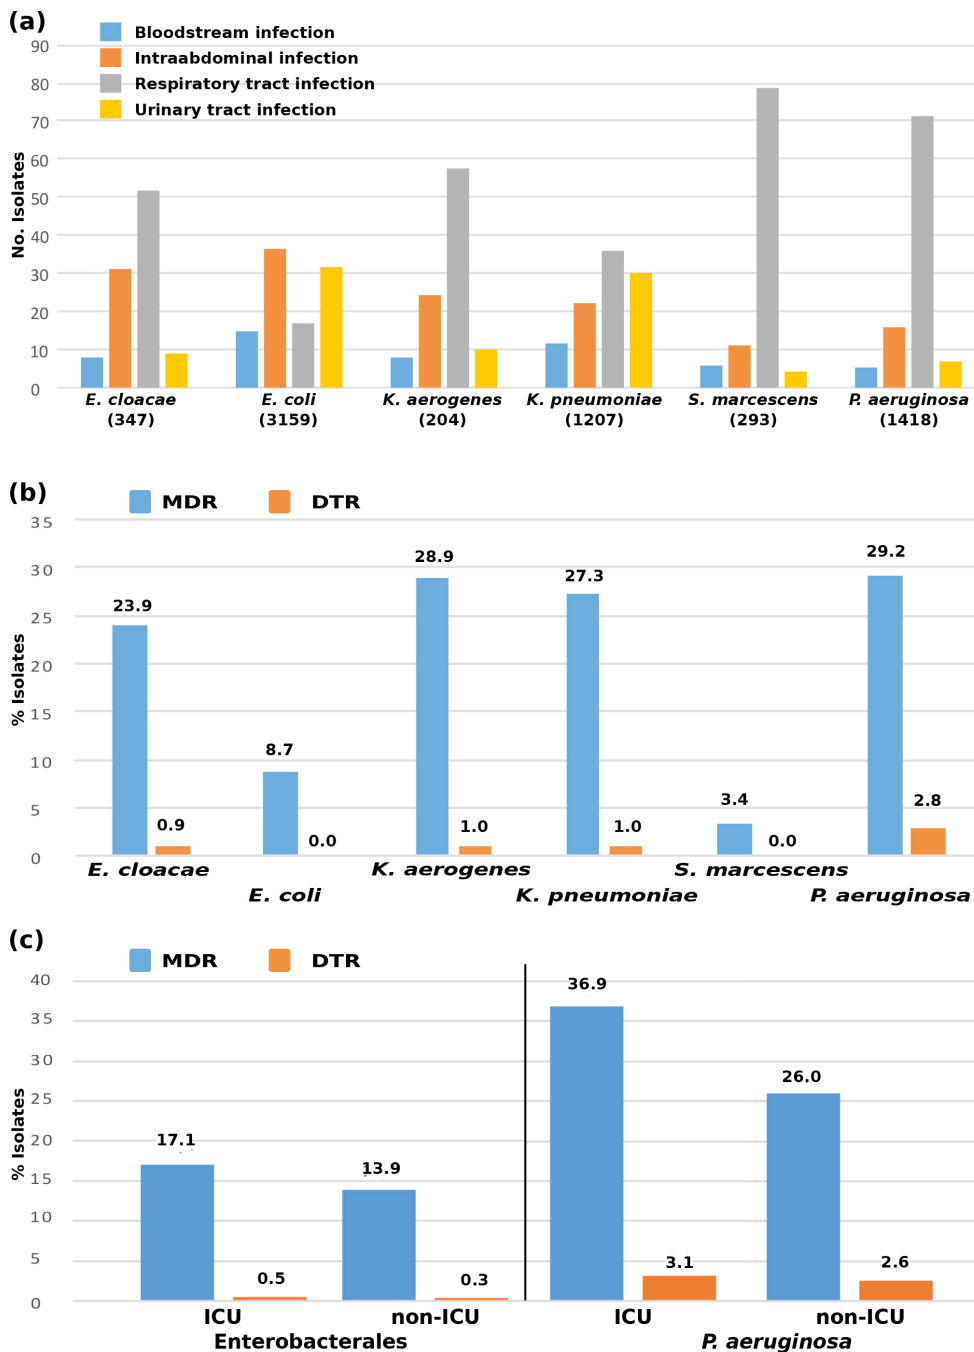 (a)
Bloodstream infection
Intraabdominal infection
Respiratory tract infection
Urinary tract infection
No. Isolates
90
80
70
60
50
40
30
20
10
0
E. cloacae E. coli K. aerogenes K. pneumoniae S. marcescens P. aeruginosa
(347) (3159) (204) (1207) (293) (1418)
(b)
MDR DTR
% Isolates
35
30
25
20
15
10
5
0
23.9 0.9 8.7 0.0 28.9 1.0 27.3 1.0 3.4 0.0 29.2 2.8
E. cloacae K. aerogenes S. marcescens
E. coli K. pneumoniae P. aeruginosa
(c)
MDR DTR
% Isolates
40
35
30
25
20
15
10
5
0
17.1 0.5 13.9 0.3 36.9 3.1 26.0 2.6
ICU non-ICU ICU non-ICU
Enterobacterales P. aeruginosa